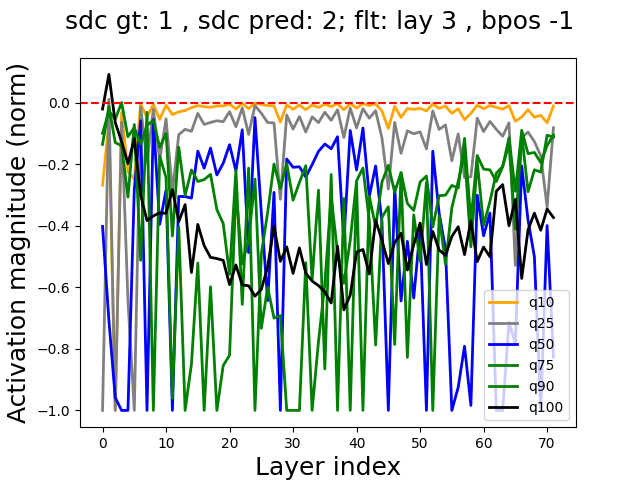 sdc gt: 1 , sdc pred: 2; flt: lay 3 , bpos -1
Activation magnitude (norm)
0.0
−0.2
−0.4
−0.6
−0.8
−1.0
0 10 20 30 40 50 60 70
Layer index
q10
q25
q50
q75
q90
q100